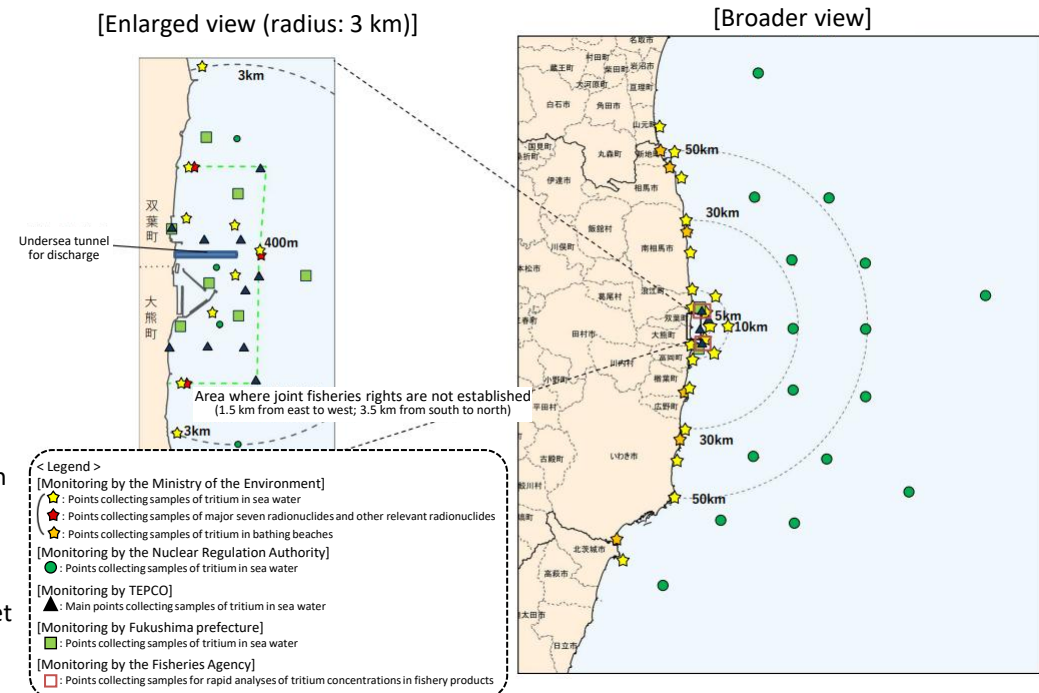 [Enlarged view (radius: 3 km)]
[Broader view]
3km
双葉町
400m
Undersea tunnel
for discharge
大熊町
Area where joint fisheries rights are not established
(1.5 km from east to west; 3.5 km from south to north)
3km
名取市
村田町
岩沼市
蔵王町
柴田町
大河原町
亘理町
白石市
角田市
山元町
国見町
桑折町
丸森町
新地町
50km
伊達市
相馬市
30km
飯舘村
川俣町
南相馬市
本松市
浪江町
葛尾村
双葉町
5km
10km
田村市
大熊町
川内村
富岡町
小野町
楢葉町
平田村
広野町
30km
古殿町
いわき市
鮫川村
50km
北茨城市
高萩市
日立市
< Legend >
[Monitoring by the Ministry of the Environment]
: Points collecting samples of tritium in sea water
: Points collecting samples of major seven radionuclides and other relevant radionuclides
: Points collecting samples of tritium in bathing beaches
[Monitoring by the Nuclear Regulation Authority]
: Points collecting samples of tritium in sea water
[Monitoring by TEPCO]
: Main points collecting samples of tritium in sea water
[Monitoring by Fukushima prefecture]
: Points collecting samples of tritium in sea water
[Monitoring by the Fisheries Agency]
: Points collecting samples for rapid analyses of tritium concentrations in fishery products